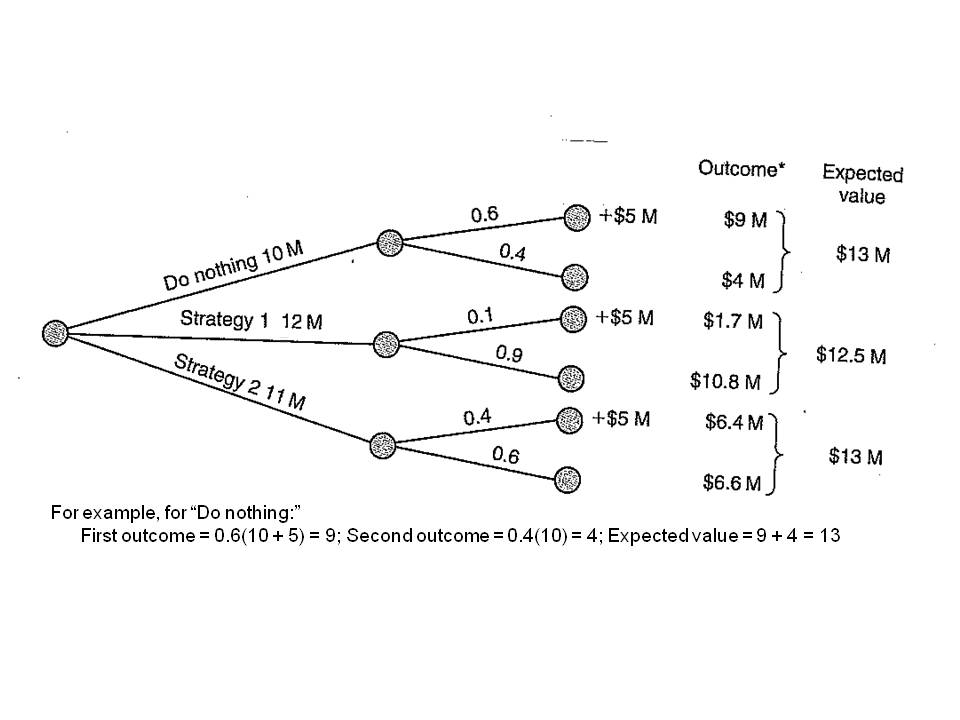 Outcome* Expected
value
0.6 +$5 M $9 M
Do nothing 10 M 0.4 $13 M
$4 M
Strategy 1 12 M 0.1 +$5 M $1.7 M
0.9 $12.5 M
$10.8 M
Strategy 2 11 M 0.4 +$5 M $6.4 M
0.6 $13 M
$6.6 M
For example, for “Do nothing:”
First outcome = 0.6(10 + 5) = 9; Second outcome = 0.4(10) = 4; Expected value = 9 + 4 = 13